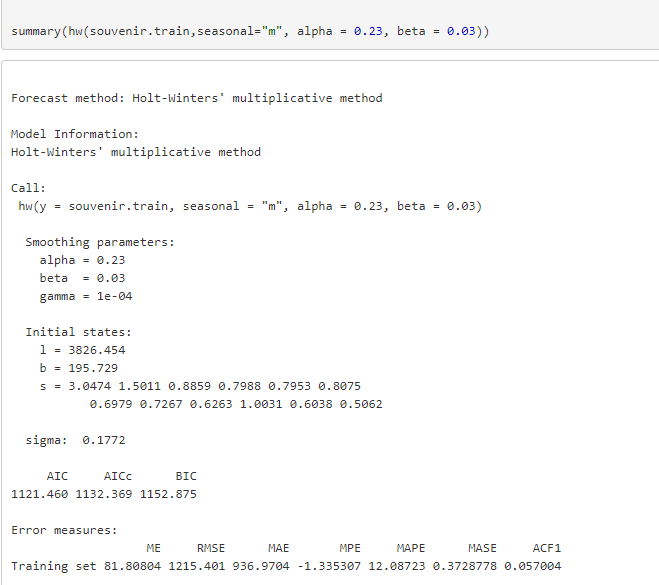 summary(hw(souvenir.train,seasonal="m", alpha = 0.23, beta = 0.03))
Forecast method: Holt-Winters' multiplicative method
Model Information:
Holt-Winters' multiplicative method
Call:
hw(y = souvenir.train, seasonal = "m", alpha = 0.23, beta = 0.03)
Smoothing parameters:
alpha = 0.23
beta  = 0.03
gamma = 1e-04
Initial states:
l = 3826.454
b = 195.729
s = 3.0474 1.5011 0.8859 0.7988 0.7953 0.8075
0.6979 0.7267 0.6263 1.0031 0.6038 0.5062
sigma:  0.1772
AIC     AICc      BIC
1121.460 1132.369 1152.875
Error measures:
ME     RMSE      MAE       MPE     MAPE      MASE     ACF1
Training set 81.80804 1215.401 936.9704 -1.335307 12.08723 0.3728778 0.057004